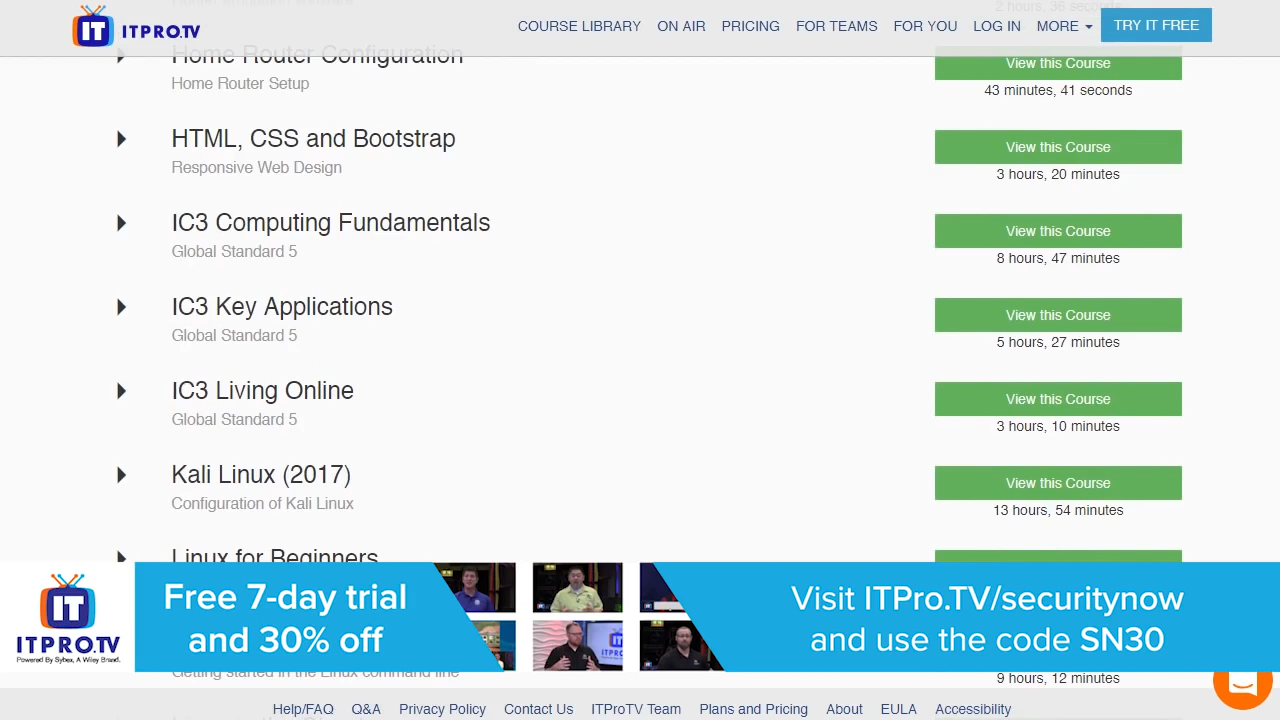 2 hours, 36 seconds
IT ITPRO.TV COURSE LIBRARY ON AIR PRICING FOR TEAMS FOR YOU LOG IN MORE TRY IT FREE
Home Router Configuration View this Course
Home Router Setup 43 minutes, 41 seconds
HTML, CSS and Bootstrap View this Course
Responsive Web Design 3 hours, 20 minutes
IC3 Computing Fundamentals View this Course
Global Standard 5 8 hours, 47 minutes
IC3 Key Applications View this Course
Global Standard 5 5 hours, 27 minutes
IC3 Living Online View this Course
Global Standard 5 3 hours, 10 minutes
Kali Linux (2017) View this Course
Configuration of Kali Linux 13 hours, 54 minutes
Linux for Beginners
IT ITPRO.TV
Powered By Sybex, A Wiley Brand.
Free 7-day trial
and 30% off
Visit ITPro.TV/securitynow
and use the code SN30
Getting started in the Linux command line 9 hours, 12 minutes
Help/FAQ Q&A Privacy Policy Contact Us ITProTV Team Plans and Pricing About EULA Accessibility